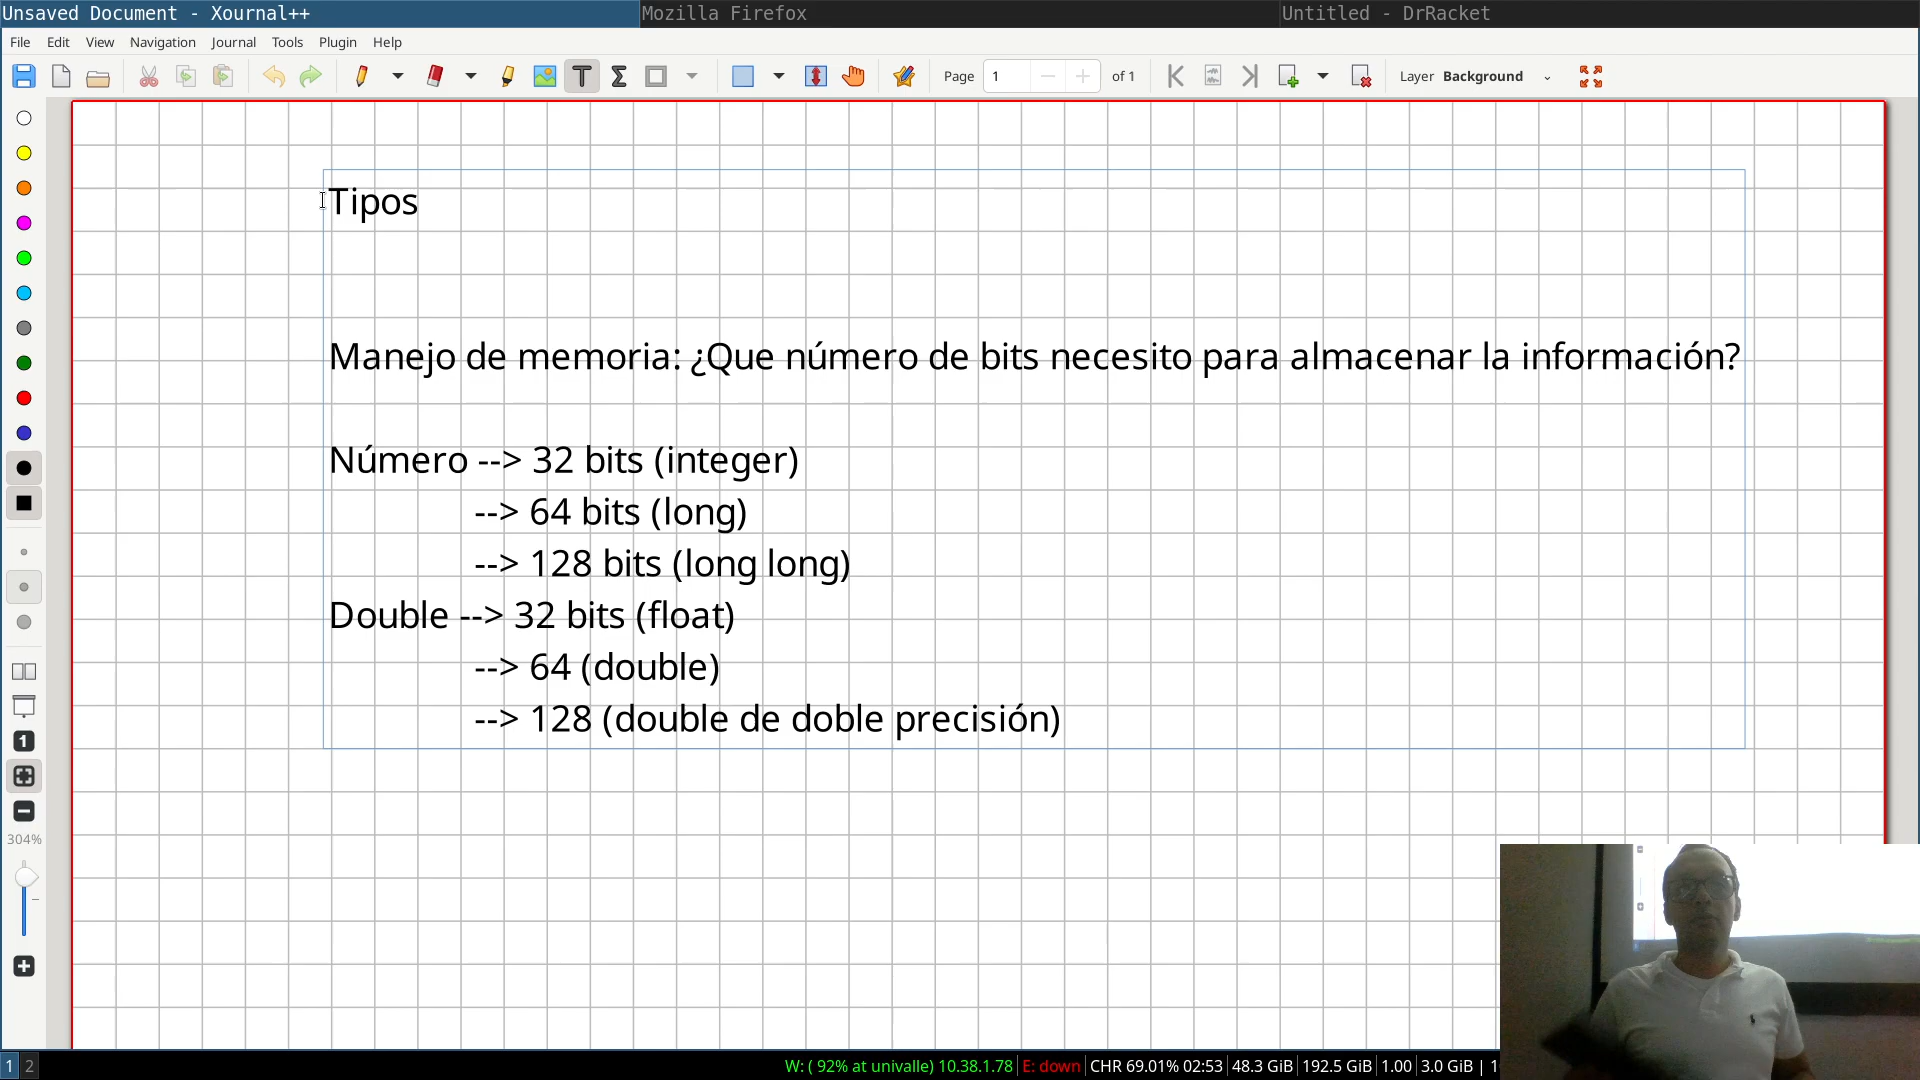 Unsaved Document - Xournal++
Mozilla Firefox
Untitled - DrRacket
File Edit View Navigation Journal Tools Plugin Help
Page 1 of 1 Layer Background
Tipos
Manejo de memoria: ¿Que número de bits necesito para almacenar la información?
Número --> 32 bits (integer)
--> 64 bits (long)
--> 128 bits (long long)
Double --> 32 bits (float)
--> 64 (double)
--> 128 (double de doble precisión)
1
304%
1 2
W: ( 92% at univalle) 10.38.1.78 | E: down | CHR 69.01% 02:53 | 48.3 GiB | 192.5 GiB | 1.00 | 3.0 GiB |